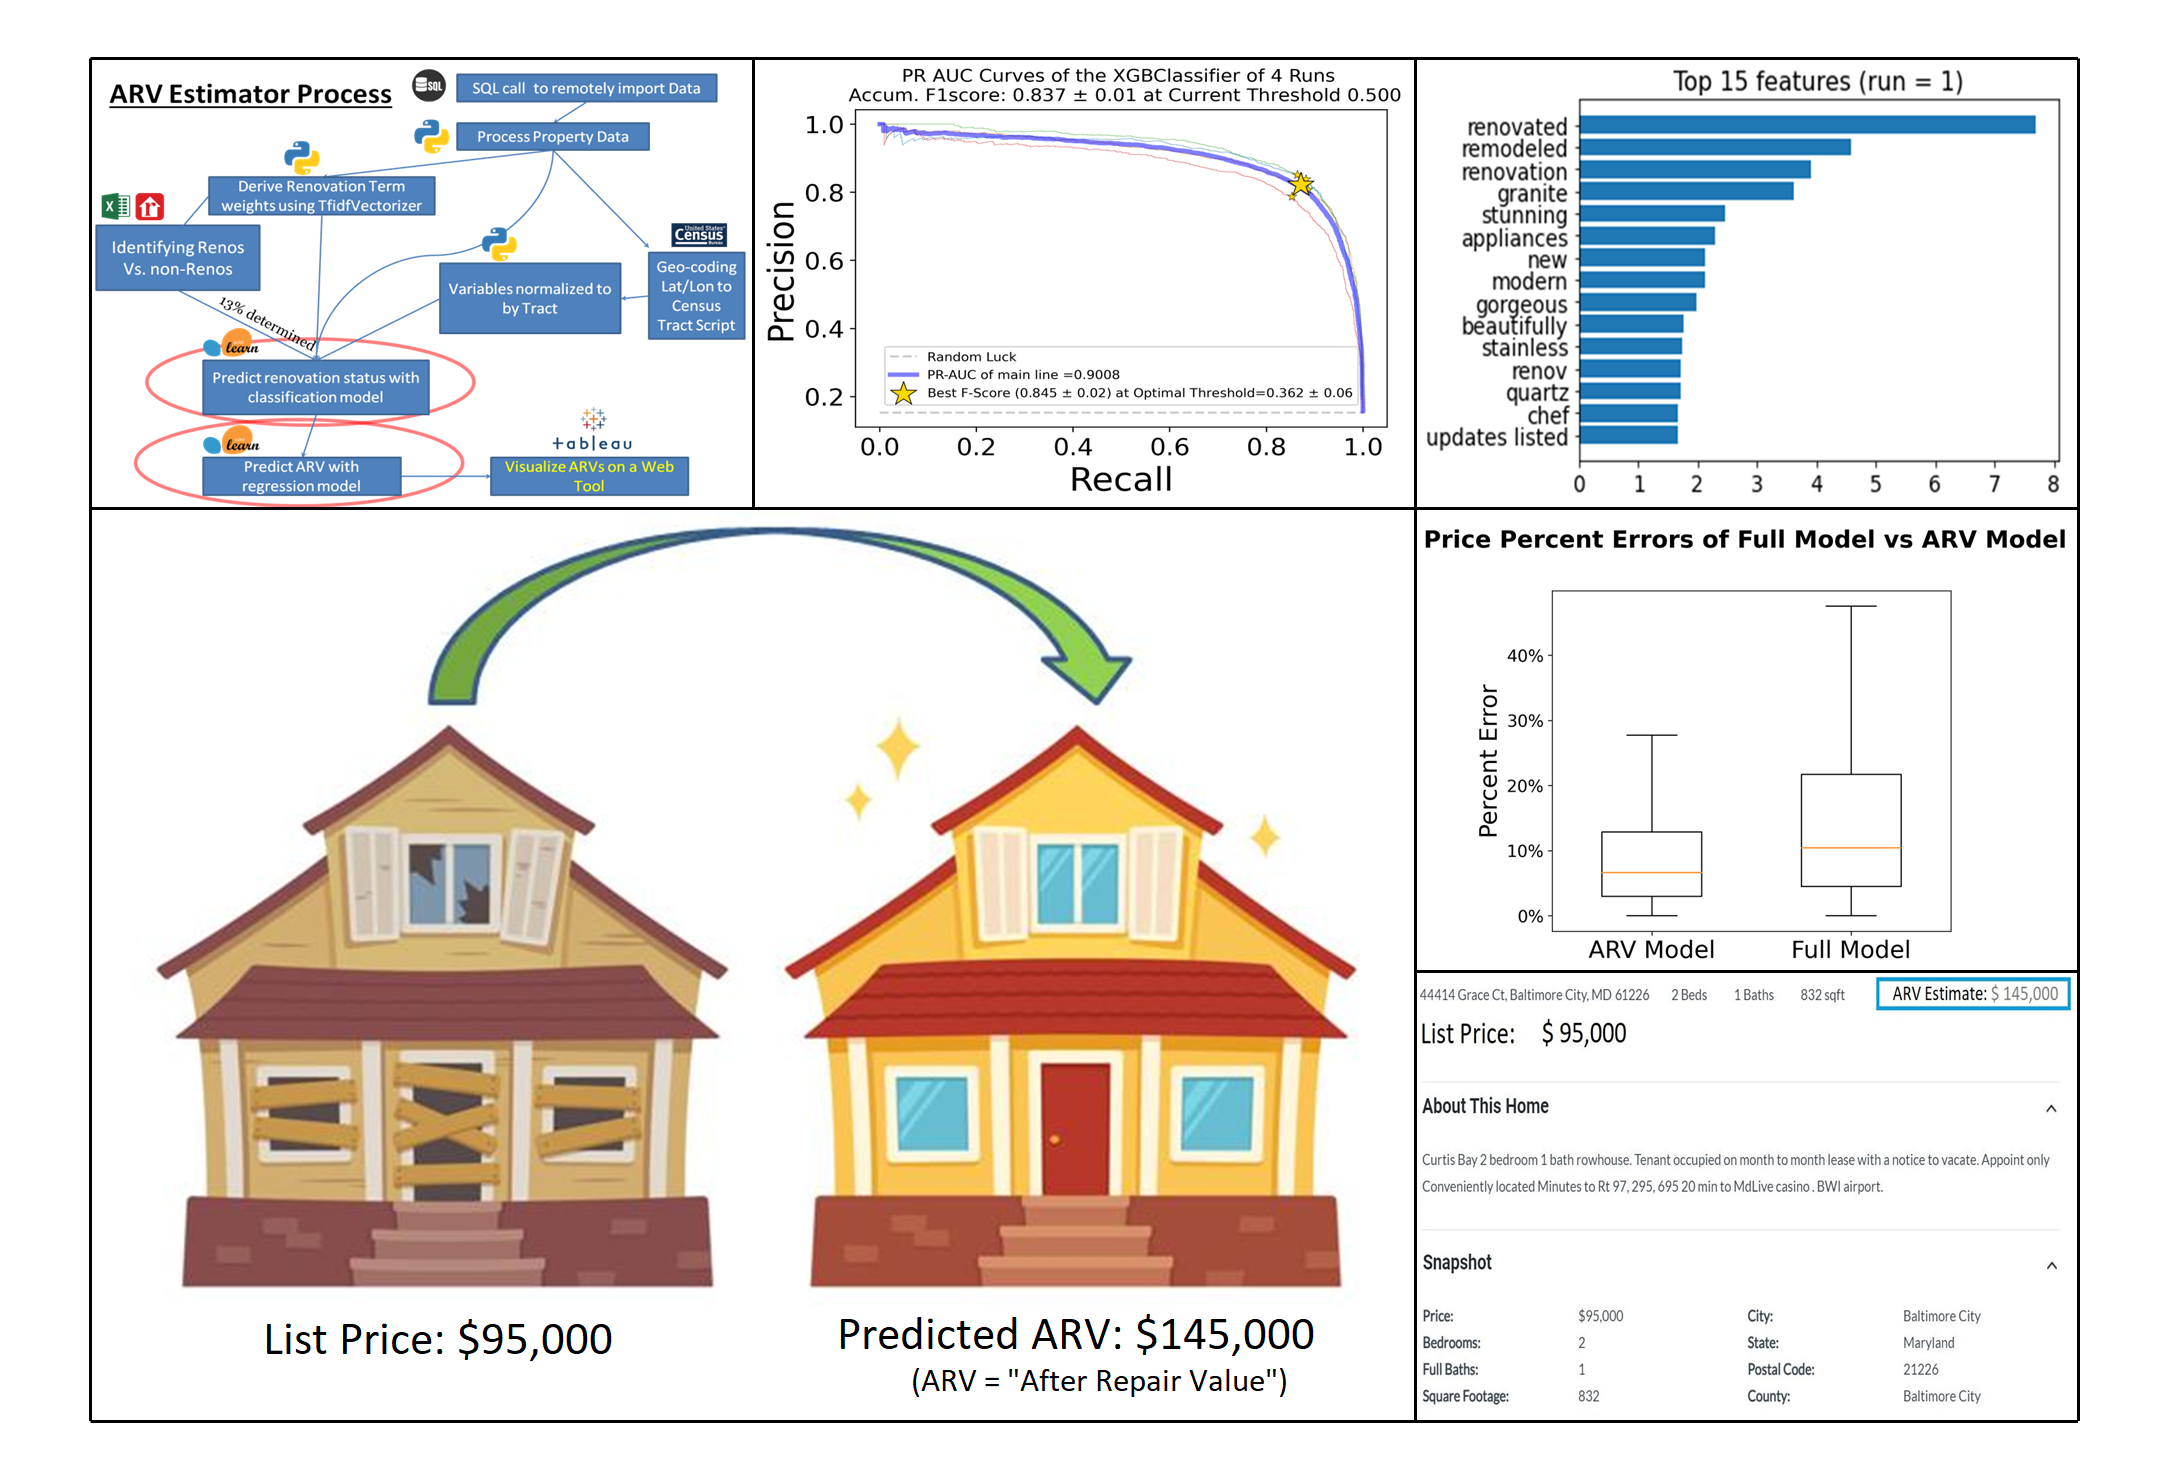 ARV Estimator Process
SQL
SQL call to remotely import Data
Process Property Data
Derive Renovation Term
weights using TfidfVectorizer
X
r
Identifying Renos
Vs. non-Renos
United States®
Census
Bureau
Geo-coding
Lat/Lon to
Census
Tract Script
Variables normalized to
by Tract
13% determined
learn
Predict renovation status with
classification model
learn
Predict ARV with
regression model
+ableau
Visualize ARVs on a Web
Tool
PR AUC Curves of the XGBClassifier of 4 Runs
Accum. F1score: 0.837 ± 0.01 at Current Threshold 0.500
Precision
1.0
0.8
0.6
0.4
0.2
Random Luck
PR-AUC of main line =0.9008
Best F-Score (0.845 ± 0.02) at Optimal Threshold=0.362 ± 0.06
0.0 0.2 0.4 0.6 0.8 1.0
Recall
Top 15 features (run = 1)
renovated
remodeled
renovation
granite
stunning
appliances
new
modern
gorgeous
beautifully
stainless
renov
quartz
chef
updates listed
0 1 2 3 4 5 6 7 8
List Price: $95,000
Predicted ARV: $145,000
(ARV = "After Repair Value")
Price Percent Errors of Full Model vs ARV Model
Percent Error
40%
30%
20%
10%
0%
ARV Model Full Model
44414 Grace Ct, Baltimore City, MD 61226 2 Beds 1 Baths 832 sqft ARV Estimate: $ 145,000
List Price: $ 95,000
About This Home
Curtis Bay 2 bedroom 1 bath rowhouse. Tenant occupied on month to month lease with a notice to vacate. Appoint only
Conveniently located Minutes to Rt 97, 295, 695 20 min to MdLive casino . BWI airport.
Snapshot
Price: $95,000 City: Baltimore City
Bedrooms: 2 State: Maryland
Full Baths: 1 Postal Code: 21226
Square Footage: 832 County: Baltimore City